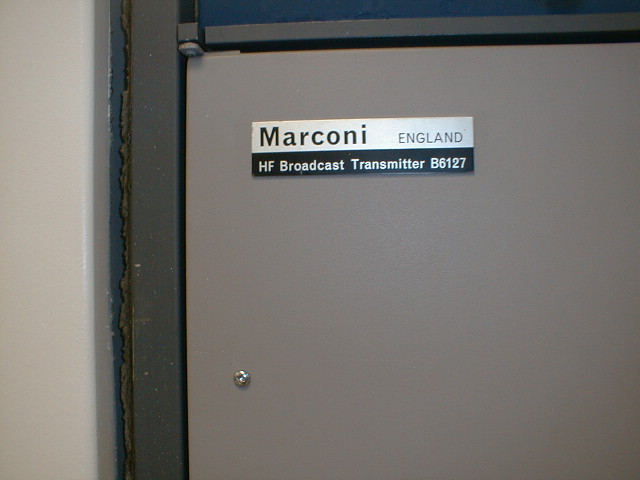 Marconi ENGLAND
HF Broadcast Transmitter B6127